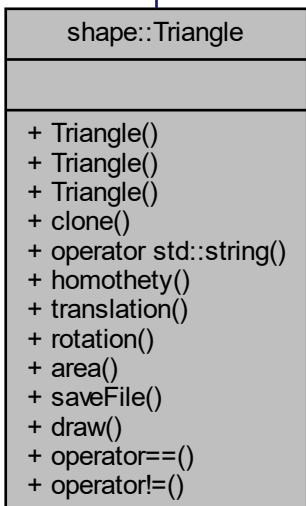 shape::Triangle
+ Triangle()
+ Triangle()
+ Triangle()
+ clone()
+ operator std::string()
+ homothety()
+ translation()
+ rotation()
+ area()
+ saveFile()
+ draw()
+ operator==()
+ operator!=()